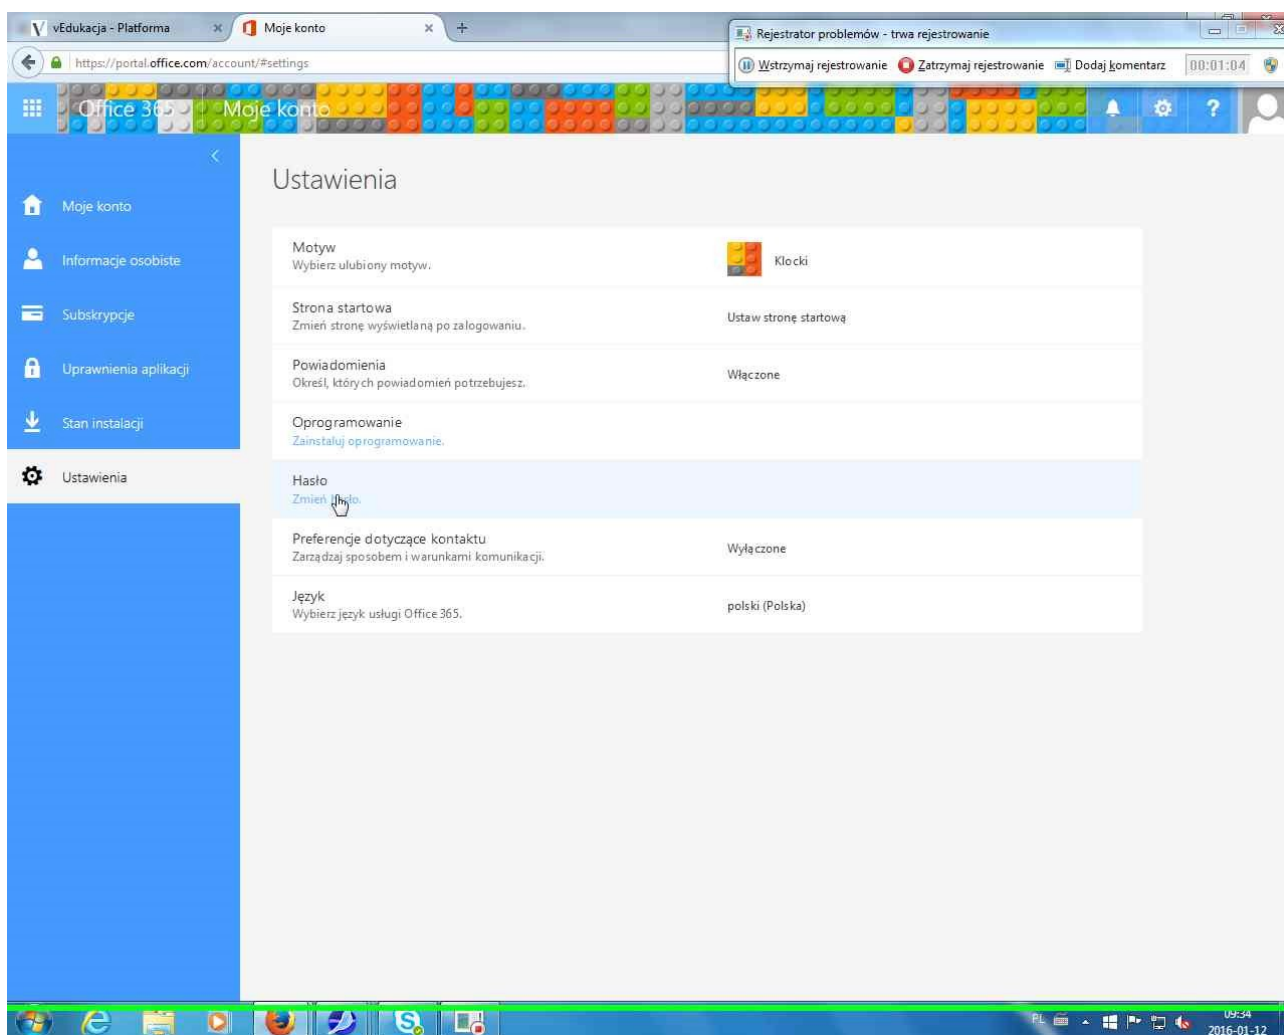 vEdukacja - Platforma
Moje konto
Rejestrator problemów - trwa rejestrowanie
https://portal.office.com/account/#settings
Wstrzymaj rejestrowanie Zatrzymaj rejestrowanie Dodaj komentarz 00:01:04
Office 365 Moje konto ?
Ustawienia
Moje konto
Informacje osobiste
Subskrypcje
Uprawnienia aplikacji
Stan instalacji
Ustawienia
Motyw
Wybierz ulubiony motyw.
Klocki
Strona startowa
Zmień stronę wyświetlaną po zalogowaniu.
Ustaw stronę startową
Powiadomienia
Określ, których powiadomień potrzebujesz.
Włączone
Oprogramowanie
Zainstaluj oprogramowanie.
Hasło
Zmień hasło.
Preferencje dotyczące kontaktu
Zarządzaj sposobem i warunkami komunikacji.
Wyłączone
Język
Wybierz język usługi Office 365.
polski (Polska)
PL
09:34
2016-01-12